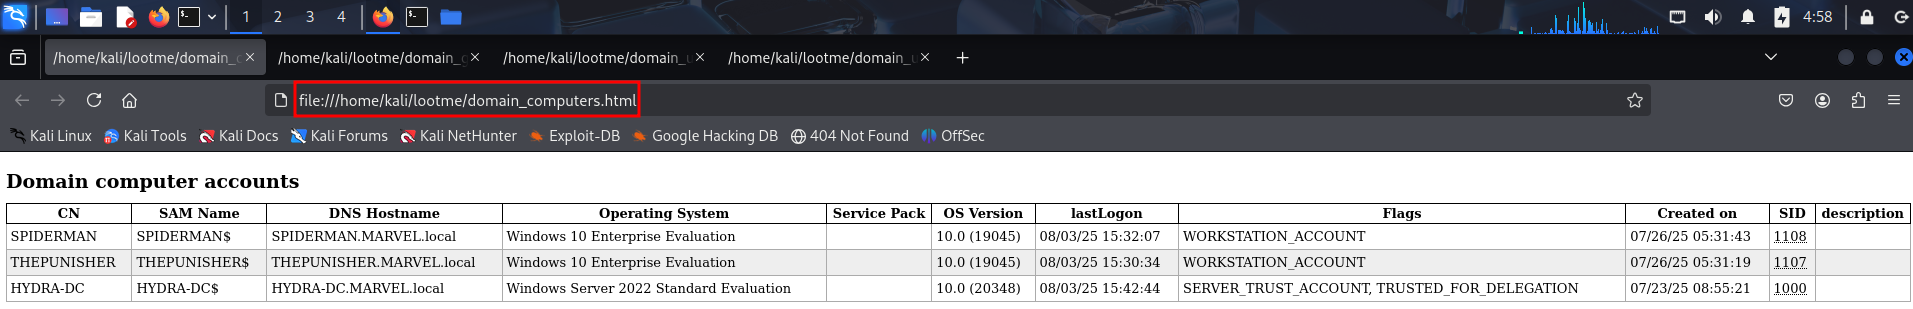 1 2 3 4 4:58
/home/kali/lootme/domain_c /home/kali/lootme/domain_g /home/kali/lootme/domain_u /home/kali/lootme/domain_u
file:///home/kali/lootme/domain_computers.html
Kali Linux Kali Tools Kali Docs Kali Forums Kali NetHunter Exploit-DB Google Hacking DB 404 Not Found OffSec
Domain computer accounts
CN SAM Name DNS Hostname Operating System Service Pack OS Version lastLogon Flags Created on SID description
SPIDERMAN SPIDERMAN$ SPIDERMAN.MARVEL.local Windows 10 Enterprise Evaluation 10.0 (19045) 08/03/25 15:32:07 WORKSTATION_ACCOUNT 07/26/25 05:31:43 1108
THEPUNISHER THEPUNISHER$ THEPUNISHER.MARVEL.local Windows 10 Enterprise Evaluation 10.0 (19045) 08/03/25 15:30:34 WORKSTATION_ACCOUNT 07/26/25 05:31:19 1107
HYDRA-DC HYDRA-DC$ HYDRA-DC.MARVEL.local Windows Server 2022 Standard Evaluation 10.0 (20348) 08/03/25 15:42:44 SERVER_TRUST_ACCOUNT, TRUSTED_FOR_DELEGATION 07/23/25 08:55:21 1000